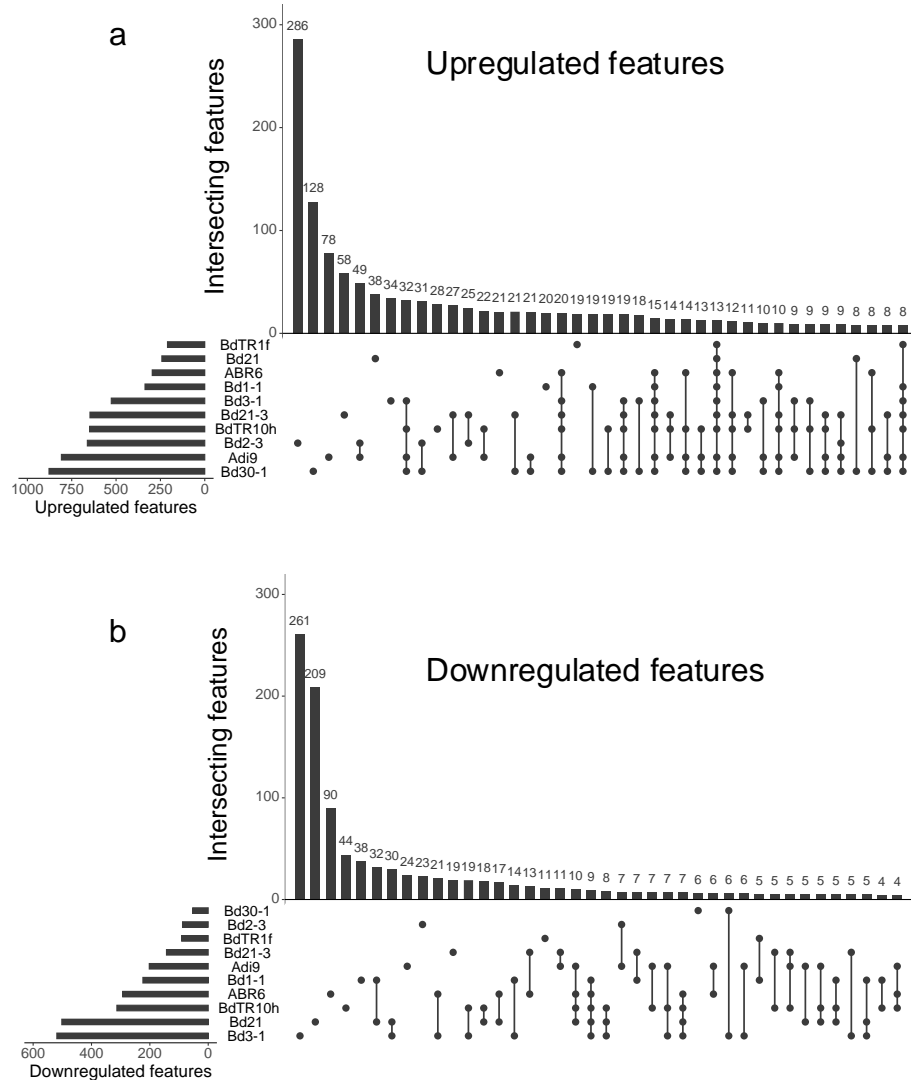 a
Upregulated features
Intersecting features
300
200
100
0
286 128 78 58 49 38 34 32 31 28 27 25 22 21 21 21 20 20 19 19 19 19 18 15 14 14 13 13 12 11 10 10 9 9 9 9 8 8 8 8
BdTR1f
Bd21
ABR6
Bd1-1
Bd3-1
Bd21-3
BdTR10h
Bd2-3
Adi9
Bd30-1
1000 750 500 250 0
Upregulated features
b
Downregulated features
Intersecting features
300
200
100
0
261 209 90 44 38 32 30 24 23 21 19 19 18 17 14 13 11 11 10 9 8 7 7 7 7 7 6 6 6 6 5 5 5 5 5 5 5 5 4 4
Bd30-1
Bd2-3
BdTR1f
Bd21-3
Adi9
Bd1-1
ABR6
BdTR10h
Bd21
Bd3-1
600 400 200 0
Downregulated features